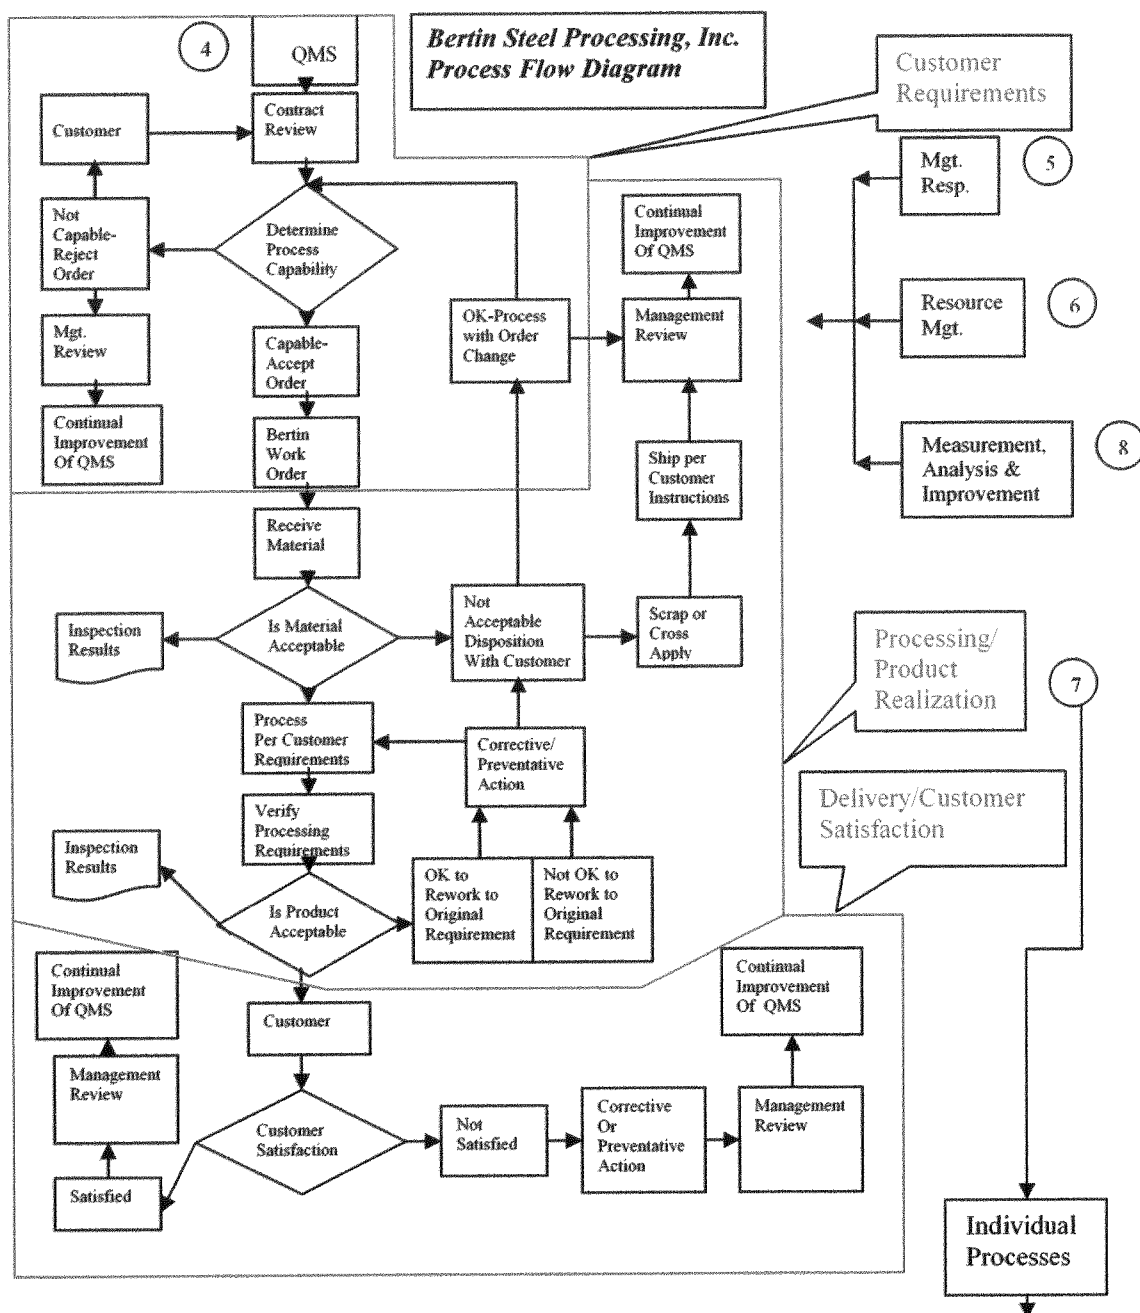 4
QMS
Bertin Steel Processing, Inc.
Process Flow Diagram
Customer
Requirements
Customer
Contract
Review
Mgt.
Resp.
5
Not
Capable-
Reject
Order
Determine
Process
Capability
Continual
Improvement
Of QMS
Mgt.
Review
Capable-
Accept
Order
OK-Process
with Order
Change
Management
Review
Resource
Mgt.
6
Continual
Improvement
Of QMS
Bertin
Work
Order
Ship per
Customer
Instructions
Measurement,
Analysis &
Improvement
8
Receive
Material
Inspection
Results
Is Material
Acceptable
Not
Acceptable
Disposition
With Customer
Scrap or
Cross
Apply
Processing/
Product
Realization
7
Process
Per Customer
Requirements
Corrective/
Preventative
Action
Delivery/Customer
Satisfaction
Verify
Processing
Requirements
Inspection
Results
Is Product
Acceptable
OK to
Rework to
Original
Requirement
Not OK to
Rework to
Original
Requirement
Continual
Improvement
Of QMS
Customer
Continual
Improvement
Of QMS
Management
Review
Customer
Satisfaction
Not
Satisfied
Corrective
Or
Preventative
Action
Management
Review
Satisfied
Individual
Processes